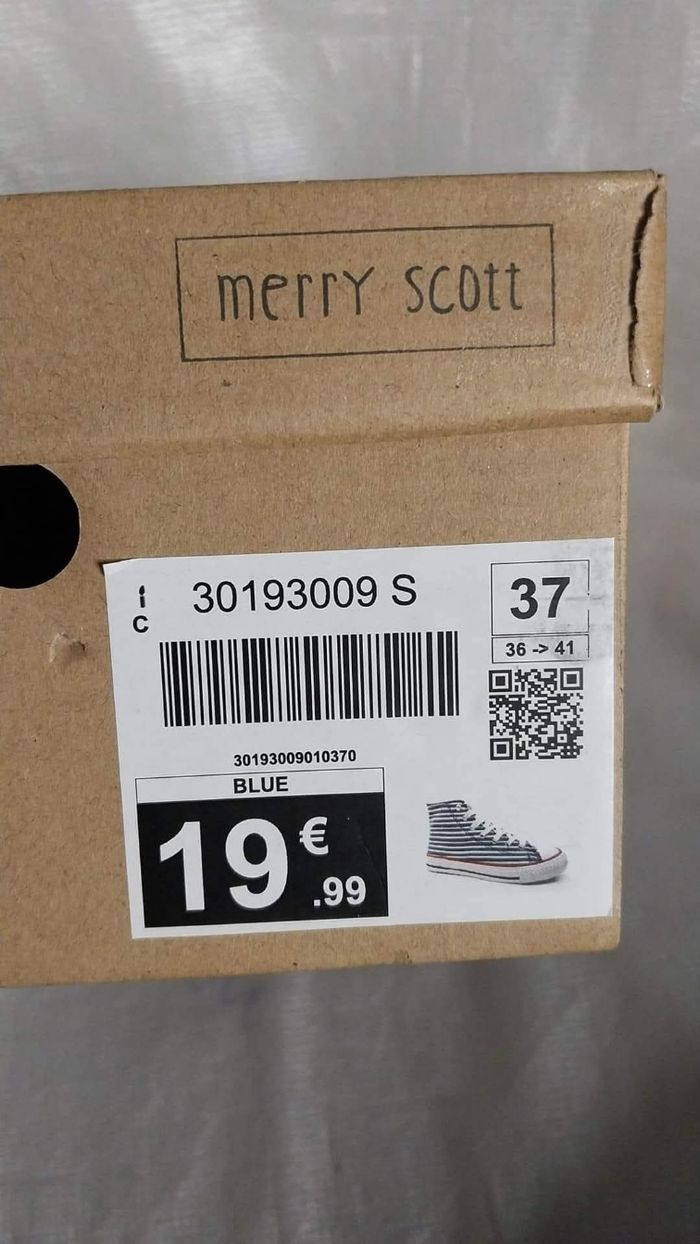 merry scott
i 30193009 S
C
37
36 -> 41
30193009010370
BLUE
19 €
.99